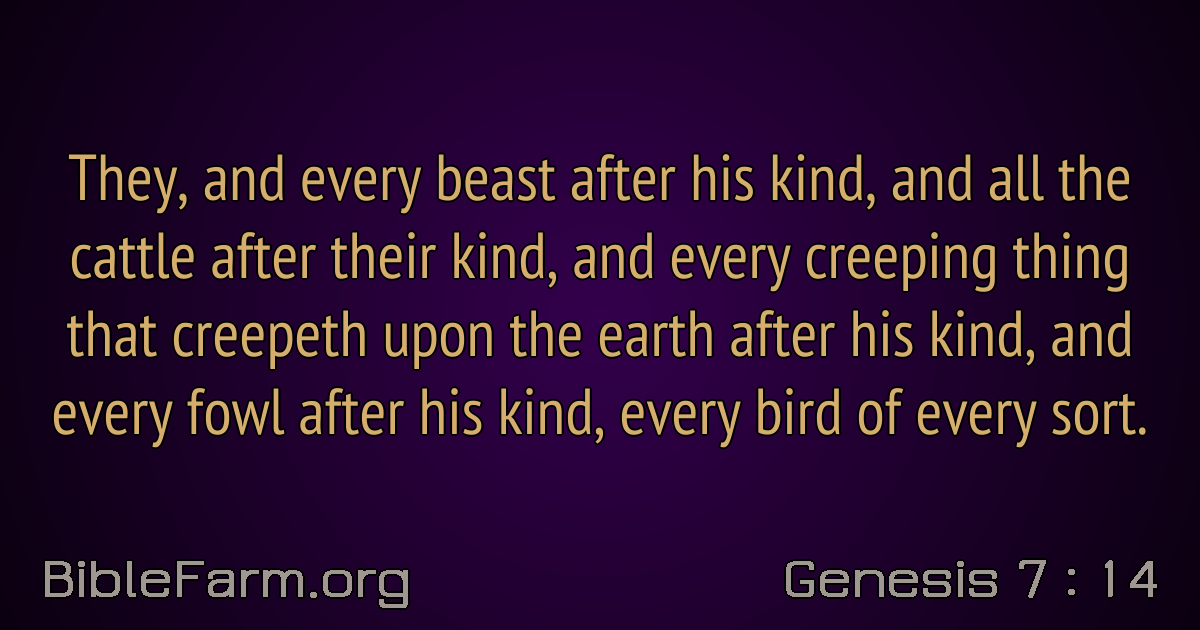 They, and every beast after his kind, and all the
cattle after their kind, and every creeping thing
that creepeth upon the earth after his kind, and
every fowl after his kind, every bird of every sort.
BibleFarm.org
Genesis 7 : 14